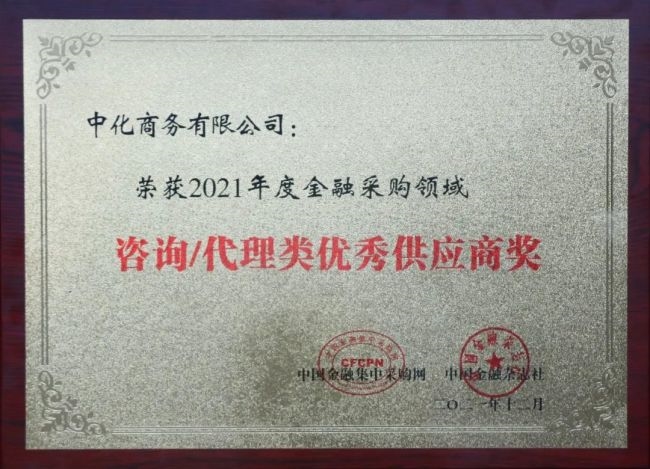 中化商务有限公司：
荣获2021年度金融采购领域
咨询/代理类优秀供应商奖
CFCPN
中国金融集中采购网 中国金融杂志社
二〇二一年十二月